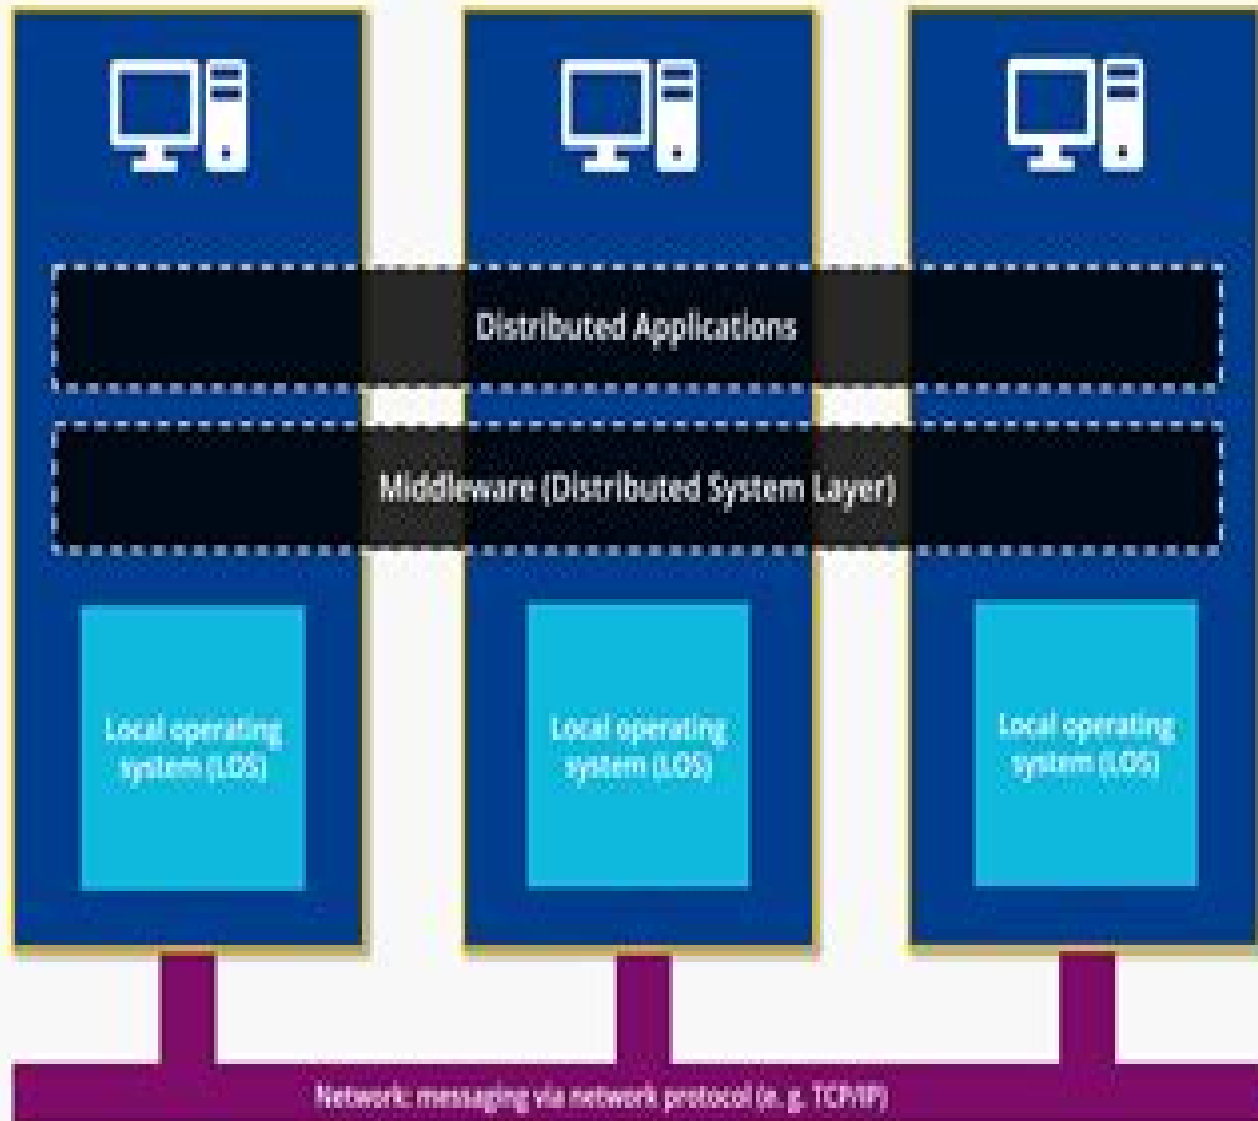 Distributed Applications
Middleware (Distributed System Layer)
Local operating
system (LOS)
Local operating
system (LOS)
Local operating
system (LOS)
Network: messaging via network protocol (e. g. TCP/IP)